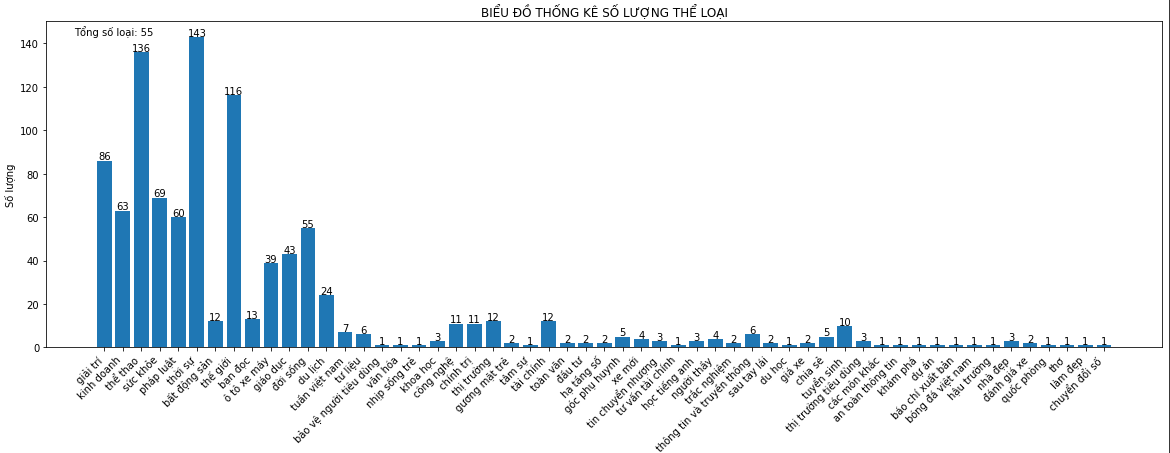 BIỂU ĐỒ THỐNG KÊ SỐ LƯỢNG THỂ LOẠI
Tổng số loại: 55
Số lượng
140
120
100
80
60
40
20
0
86
63
136
69
60
143
12
116
13
39
43
55
24
7
6
1
1
1
3
11
11
12
2
1
12
2
2
2
5
4
3
1
3
4
2
6
2
1
2
5
10
3
1
1
1
1
1
1
1
3
2
1
1
1
1
giải trí
kinh doanh
thể thao
sức khỏe
pháp luật
thời sự
bất động sản
thế giới
bạn đọc
ô tô xe máy
giáo dục
đời sống
du lịch
tuần việt nam
tư liệu
bảo vệ người tiêu dùng
văn hóa
nhịp sống trẻ
khoa học
công nghệ
chính trị
thị trường
gương mặt trẻ
tâm sự
tài chính
toàn văn
đầu tư
hạ tầng số
góc phụ huynh
xe mới
tin chuyển nhượng
tư vấn tài chính
học tiếng anh
người thầy
trắc nghiệm
thông tin và truyền thông
sau tay lái
du học
giá xe
chia sẻ
tuyển sinh
thị trường tiêu dùng
các môn khác
an toàn thông tin
khám phá
dự án
báo chí xuất bản
bóng đá việt nam
hậu trường
nhà đẹp
đánh giá xe
quốc phòng
thơ
làm đẹp
chuyển đổi số